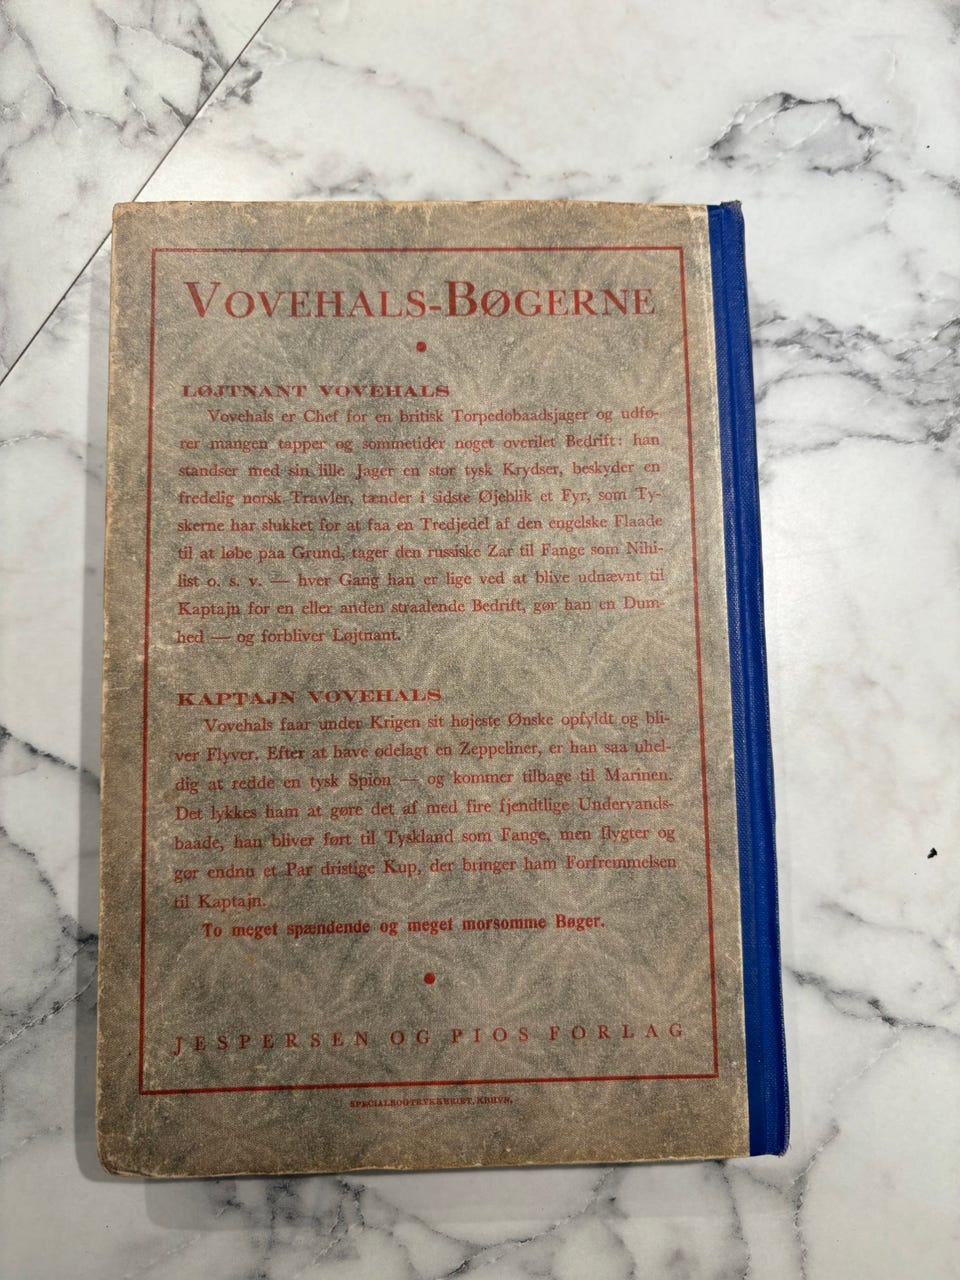 VOVEHALS-BØGERNE
LØJTNANT VOVEHALS
Vovehals er Chef for en britisk Torpedobaadsjager og udfø-
rer mangen tapper og sommetider noget overilet Bedrift: han
standser med sin lille Jager en stor tysk Krydser, beskyder en
fredelig norsk Trawler, tænder i sidste Øjeblik et Fyr, som Ty-
skerne har slukket for at faa en Tredjedel af den engelske Flaade
til at løbe paa Grund, tager den russiske Zar til Fange som Nihi-
list o. s. v. — hver Gang han er lige ved at blive udnævnt til
Kaptajn for en eller anden straalende Bedrift, gør han en Dum-
hed — og forbliver Løjtnant.
KAPTAJN VOVEHALS
Vovehals faar under Krigen sit højeste Ønske opfyldt og bli-
ver Flyver. Efter at have ødelagt en Zeppeliner, er han saa uhel-
dig at redde en tysk Spion — og kommer tilbage til Marinen.
Det lykkes ham at gøre det af med fire fjendtlige Undervands-
baade, han bliver ført til Tyskland som Fange, men flygter og
gør endnu et Par dristige Kup, der bringer ham Forfremmelsen
til Kaptajn.
To meget spændende og meget morsomme Bøger.
JESPERSEN OG PIOS FORLAG
SPECIALBOGTRYKKERIET, KBHVN.